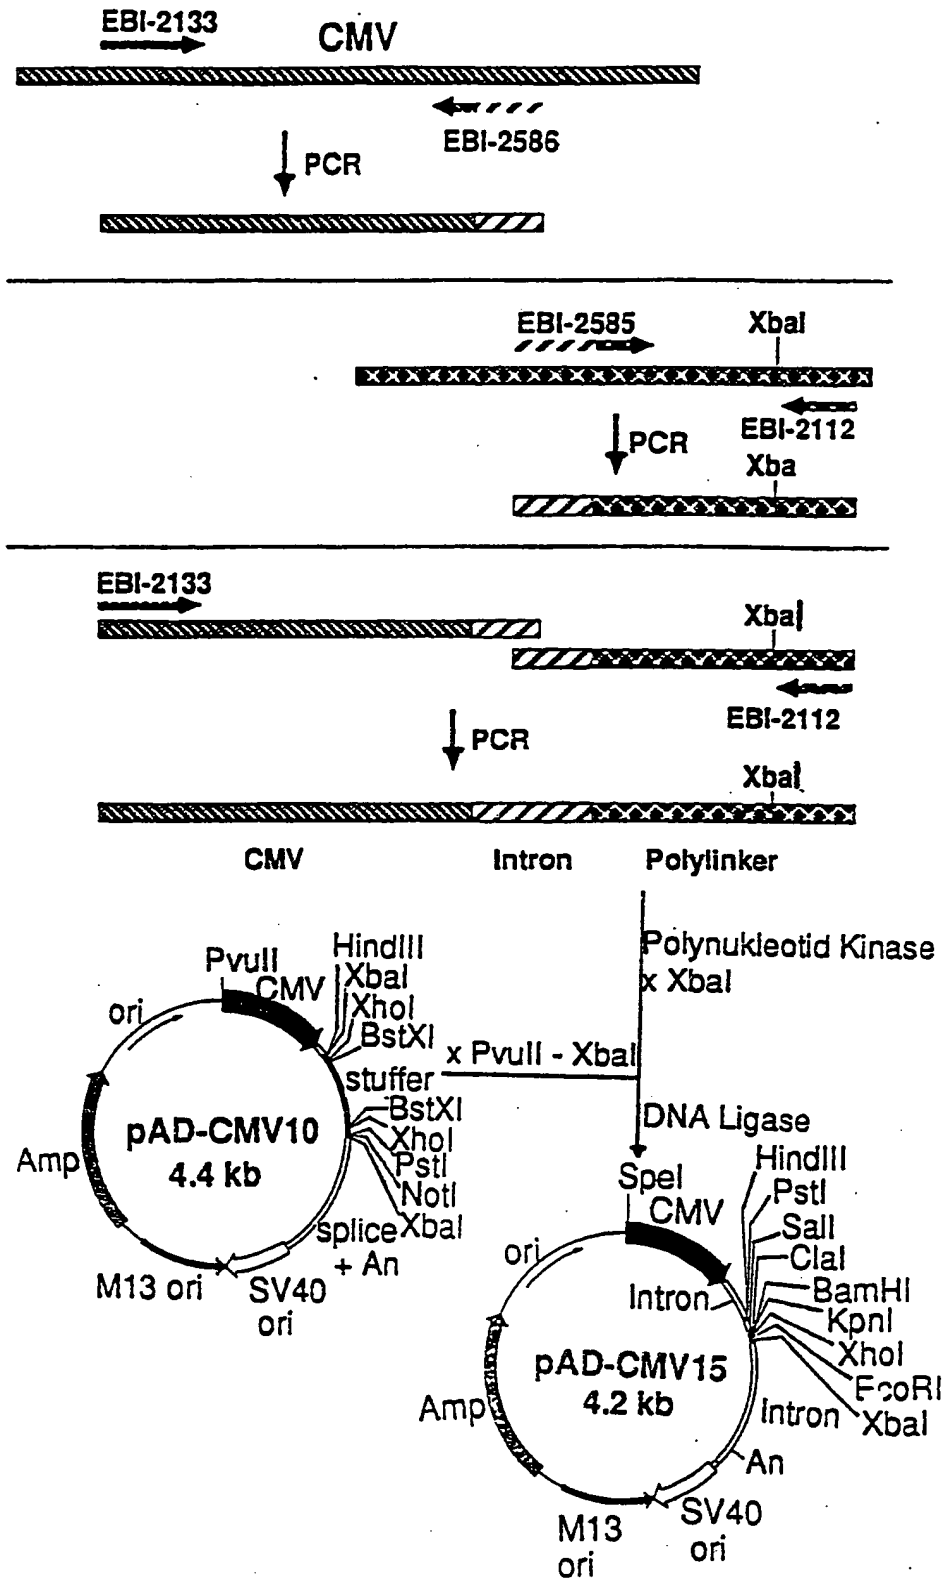 EBI-2133
CMV
EBI-2586
PCR
EBI-2585
XbaI
EBI-2112
PCR
Xba
EBI-2133
XbaI
EBI-2112
PCR
XbaI
CMV
Intron
Polylinker
Polynukleotid Kinase
x XbaI
x PvuII - XbaI
DNA Ligase
PvuII
CMV
HindIII
XbaI
XhoI
BstXI
stuffer
BstXI
XhoI
PstI
NotI
XbaI
splice
+ An
SV40
ori
M13 ori
Amp
ori
pAD-CMV10
4.4 kb
SpeI
CMV
HindIII
PstI
SalI
ClaI
BamHI
KpnI
XhoI
EcoRI
XbaI
Intron
Intron
An
SV40
ori
M13
ori
Amp
ori
pAD-CMV15
4.2 kb